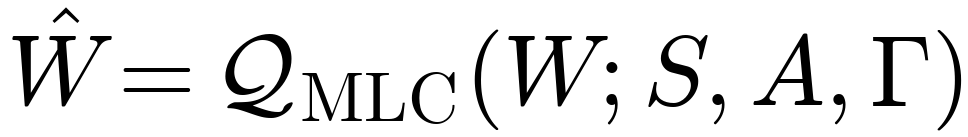 Ŵ = 𝒬_MLC(W; S, A, Γ)